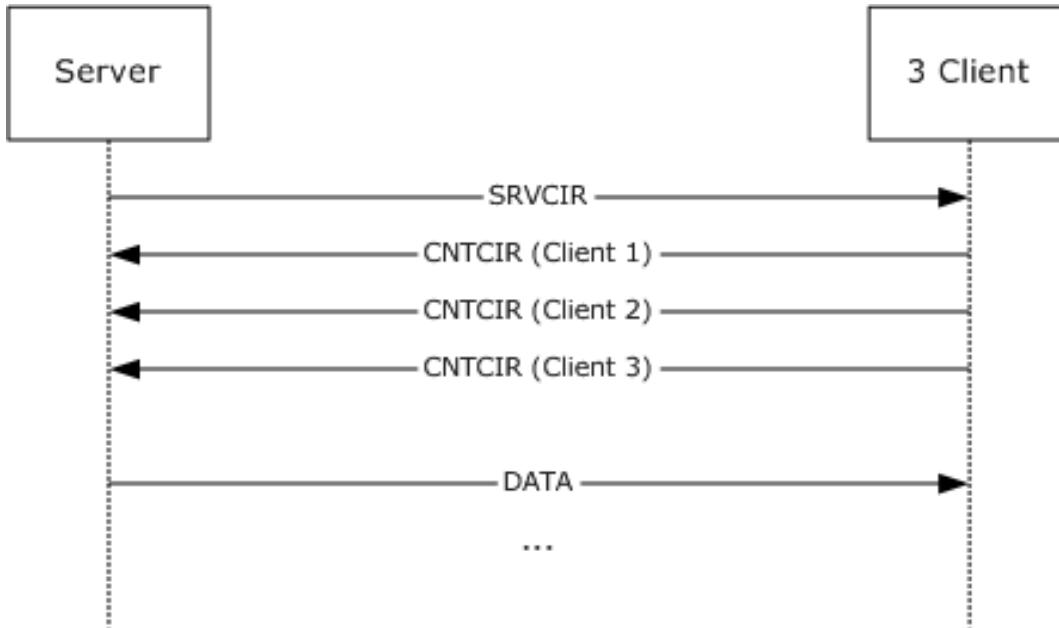 Server
3 Client
SRVCIR
CNTCIR (Client 1)
CNTCIR (Client 2)
CNTCIR (Client 3)
DATA
...